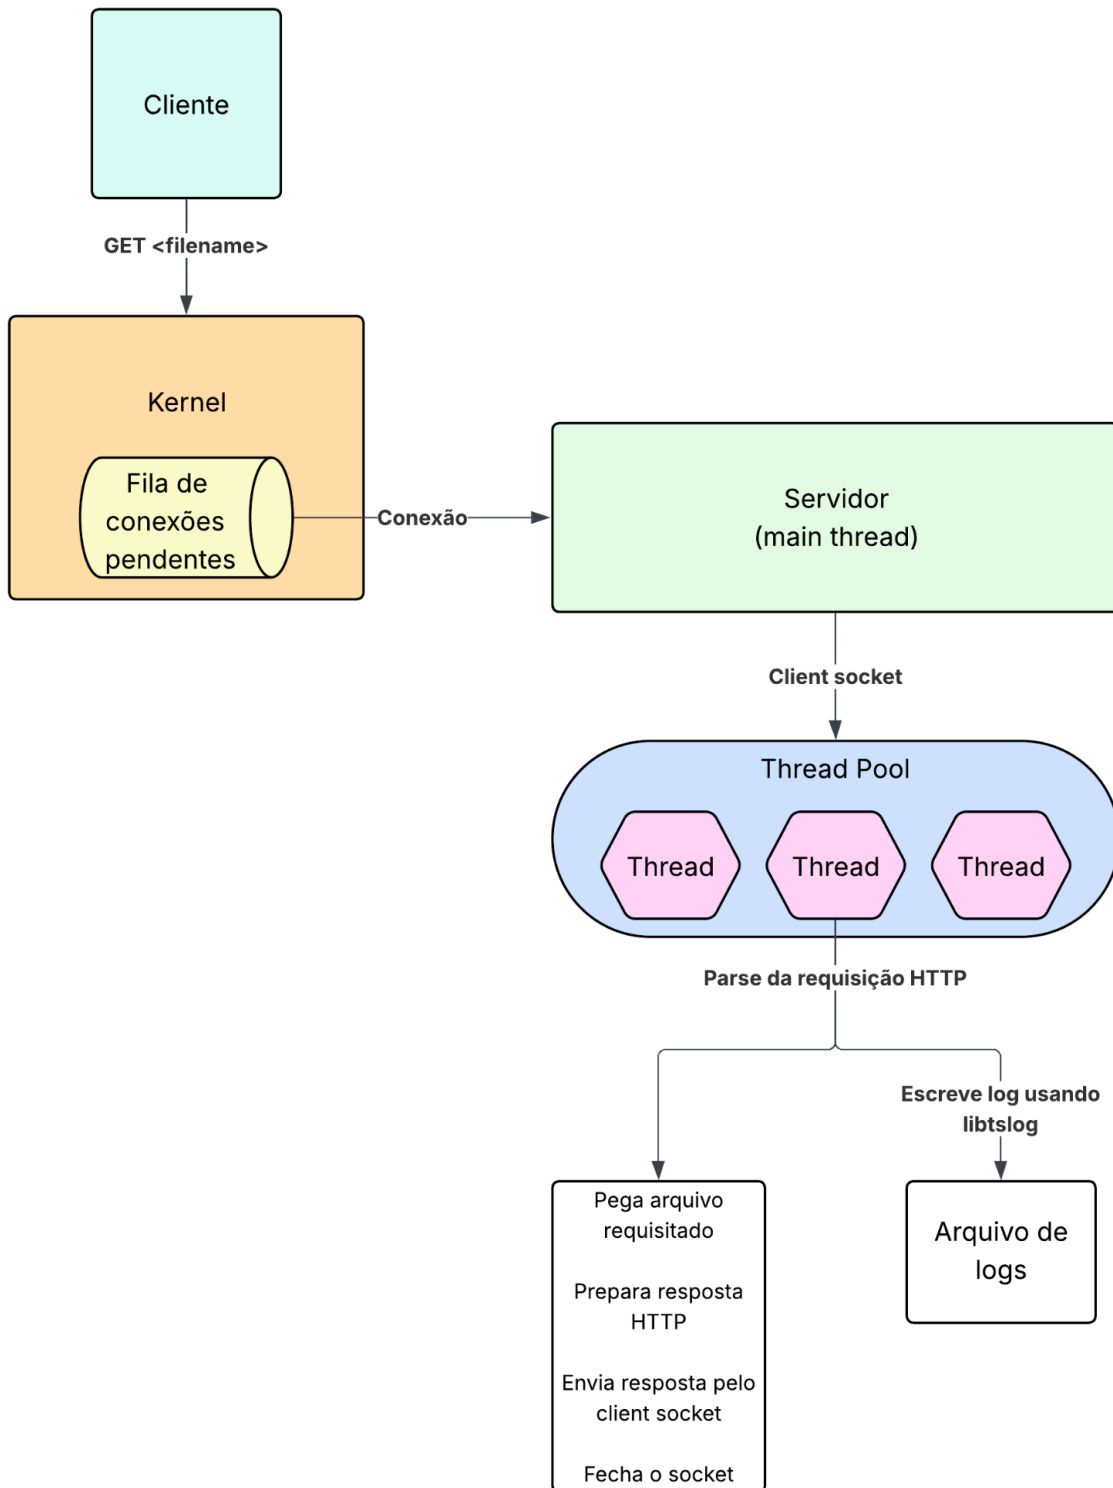 Cliente
GET <filename>
Kernel
Fila de
conexões
pendentes
Conexão
Servidor
(main thread)
Client socket
Thread Pool
Thread
Thread
Thread
Parse da requisição HTTP
Escreve log usando
libtslog
Pega arquivo
requisitado
Prepara resposta
HTTP
Envia resposta pelo
client socket
Fecha o socket
Arquivo de
logs